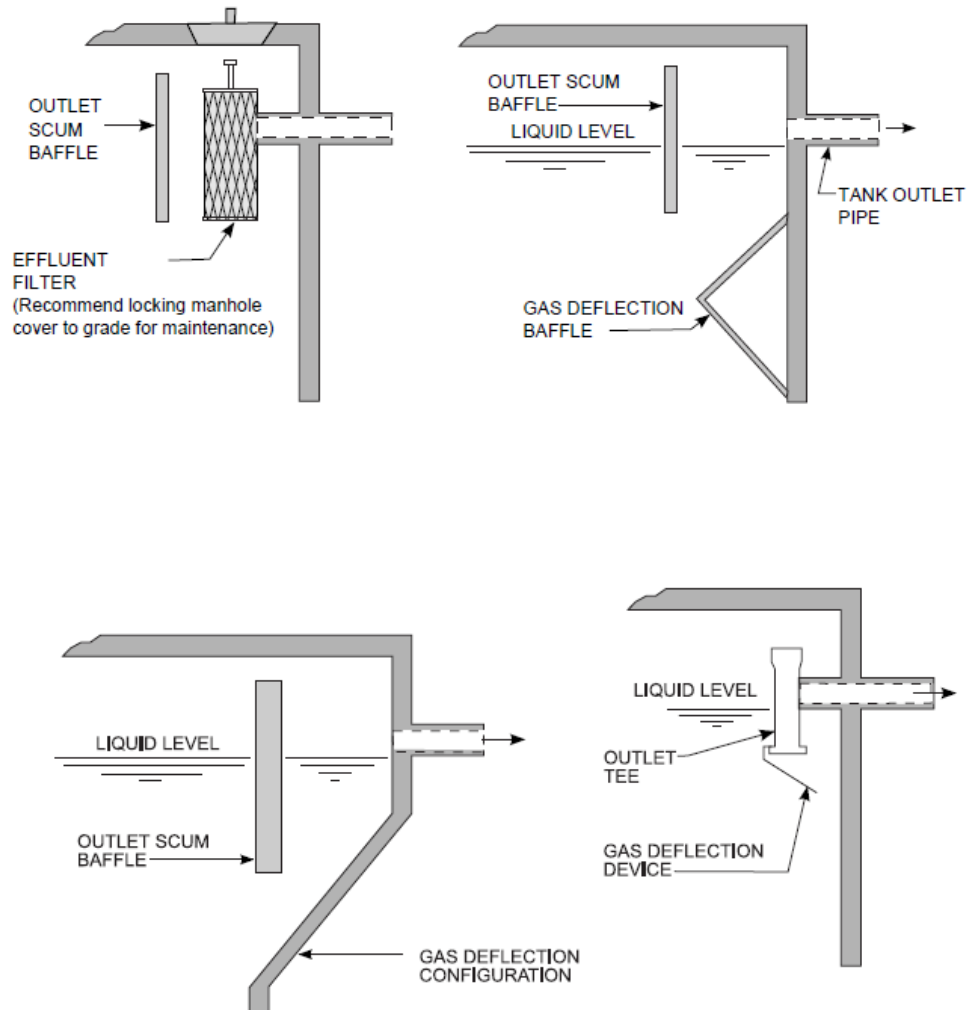 OUTLET
SCUM
BAFFLE
EFFLUENT
FILTER
(Recommend locking manhole
cover to grade for maintenance)
OUTLET SCUM
BAFFLE
LIQUID LEVEL
TANK OUTLET
PIPE
GAS DEFLECTION
BAFFLE
LIQUID LEVEL
OUTLET SCUM
BAFFLE
GAS DEFLECTION
CONFIGURATION
LIQUID LEVEL
OUTLET
TEE
GAS DEFLECTION
DEVICE